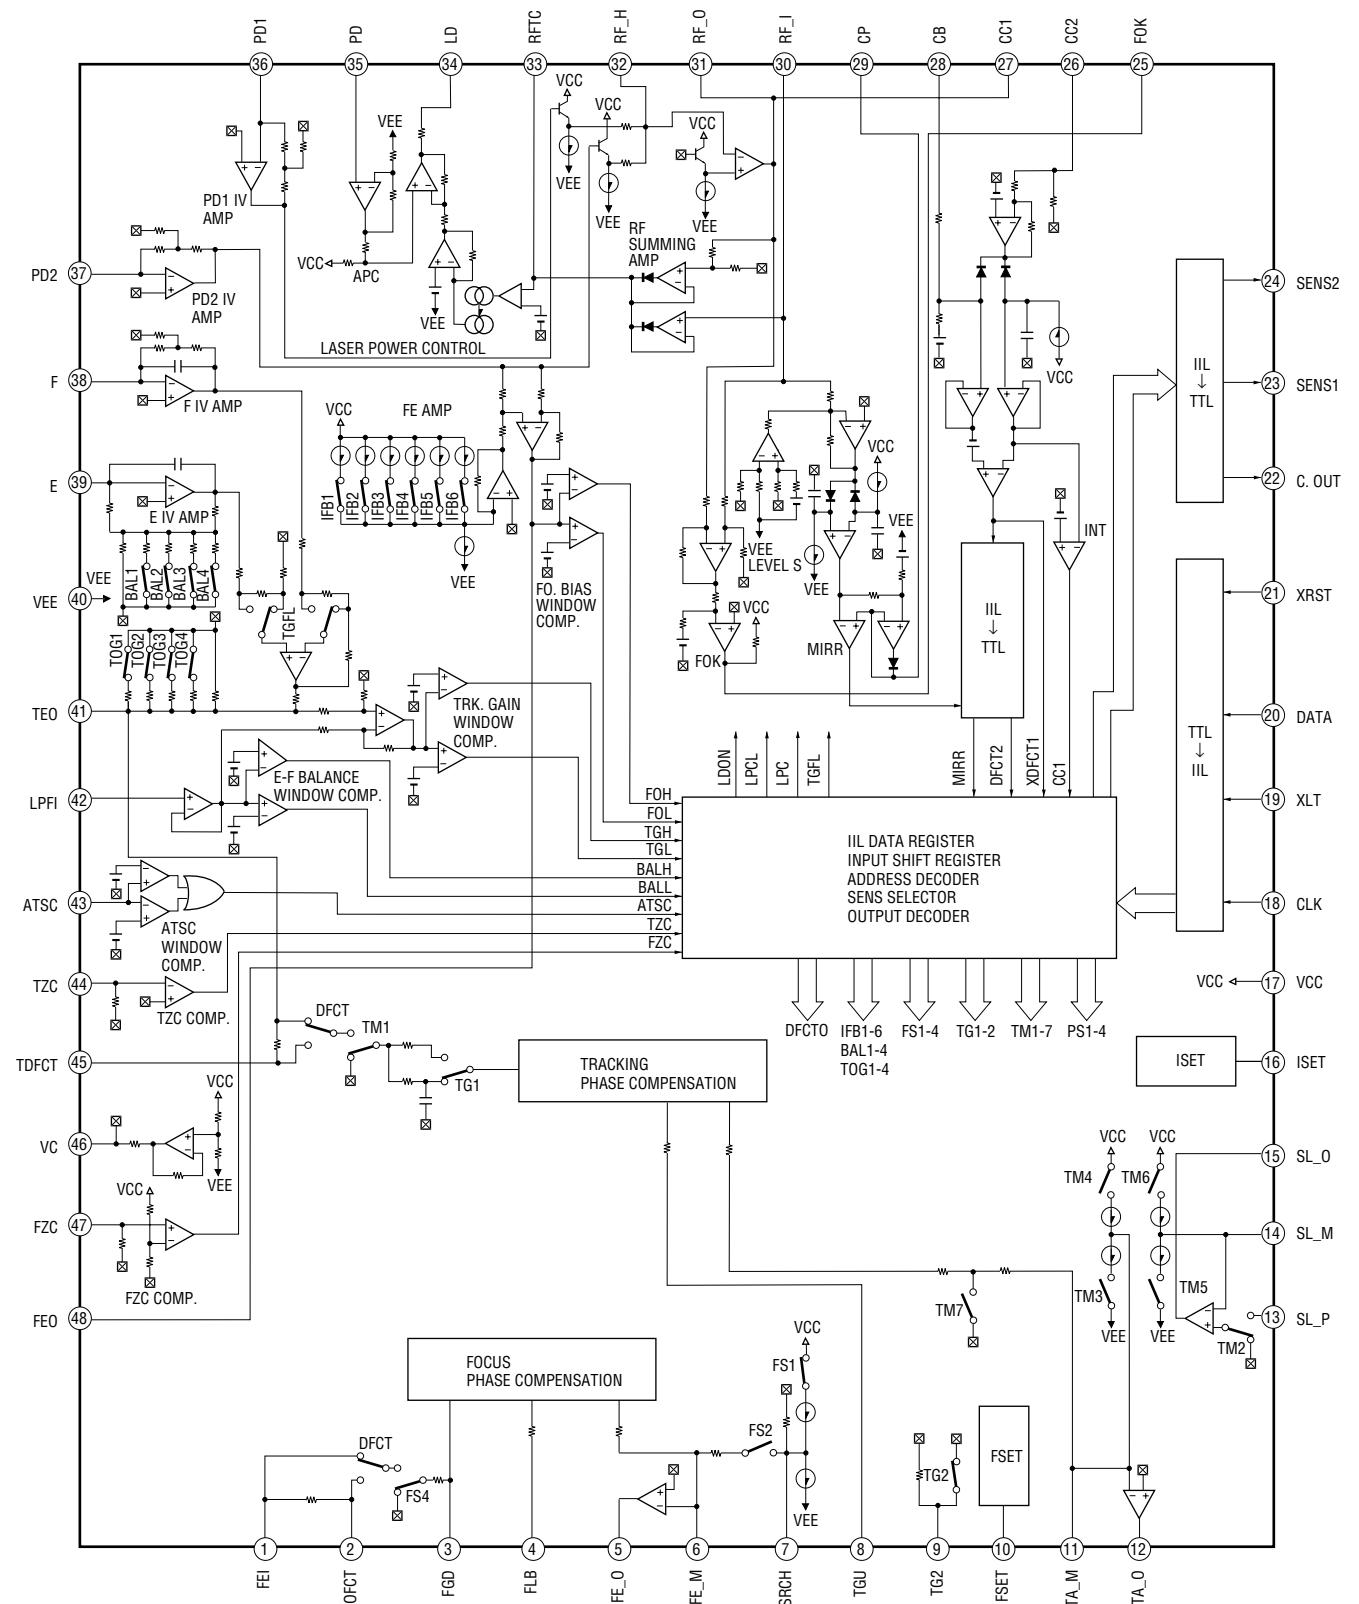 PD1
PD
LD
RFTC
RF_H
RF_O
RF_I
CP
CB
CC1
CC2
FOK
36
35
34
33
32
31
30
29
28
27
26
25
VCC
VCC
VCC
VEE
PD1 IV
AMP
VEE
VEE
VEE
VCC
APC
VEE
RF
SUMMING
AMP
PD2
37
PD2 IV
AMP
LASER POWER CONTROL
24
SENS2
IIL
↓
TTL
VCC
F
38
F IV AMP
VCC
FE AMP
23
SENS1
E
39
E IV AMP
IFB1
IFB2
IFB3
IFB4
IFB5
IFB6
VCC
22
C. OUT
INT
VEE
VEE
LEVEL S
VEE
VEE
VEE
40
VEE
BAL1
BAL2
BAL3
BAL4
TGFL
FO. BIAS
WINDOW
COMP.
VCC
FOK
MIRR
IIL
↓
TTL
21
XRST
TOG1
TOG2
TOG3
TOG4
TEO
41
TRK. GAIN
WINDOW
COMP.
20
DATA
TTL
↓
IIL
LDON
LPCL
LPC
TGFL
MIRR
DFCT2
XDFCT1
CC1
E-F BALANCE
WINDOW COMP.
LPFI
42
19
XLT
FOH
FOL
TGH
TGL
BALH
BALL
ATSC
TZC
FZC
IIL DATA REGISTER
INPUT SHIFT REGISTER
ADDRESS DECODER
SENS SELECTOR
OUTPUT DECODER
ATSC
43
ATSC
WINDOW
COMP.
18
CLK
TZC
44
TZC COMP.
VCC
17
VCC
DFCTO
IFB1-6
BAL1-4
TOG1-4
FS1-4
TG1-2
TM1-7
PS1-4
DFCT
TM1
TDFCT
45
TG1
TRACKING
PHASE COMPENSATION
ISET
16
ISET
VCC
VC
46
VEE
VCC
VCC
TM4
TM6
15
SL_O
VCC
FZC
47
FZC COMP.
14
SL_M
TM3
TM5
TM7
FEO
48
VEE
VEE
TM2
13
SL_P
VCC
FOCUS
PHASE COMPENSATION
FS1
DFCT
FS4
FS2
VEE
TG2
FSET
1
2
3
4
5
6
7
8
9
10
11
12
FEI
DFCT
FGD
FLB
FE_O
FE_M
SRCH
TGU
TG2
FSET
TA_M
TA_O